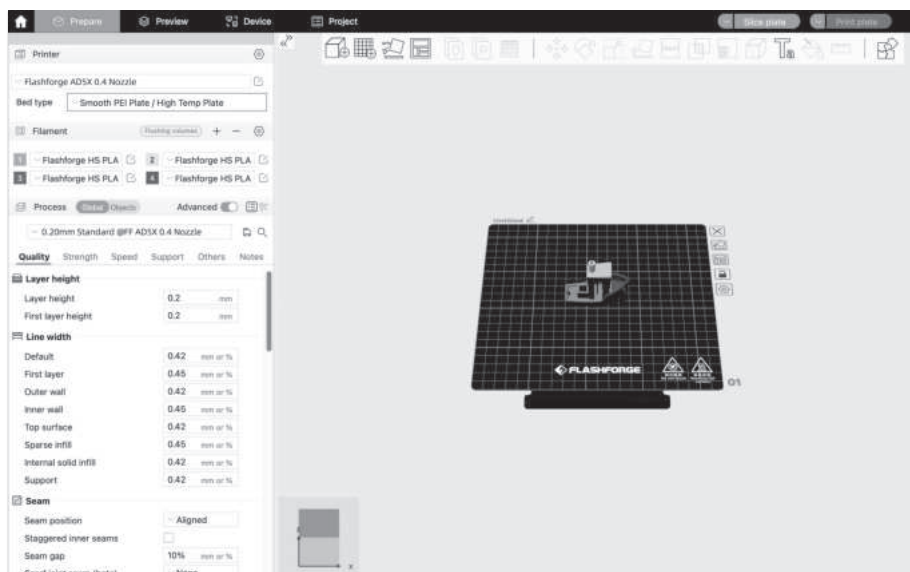 Prepare Preview Device Project Slice plate Print plate
Printer
Flashforge AD5X 0.4 Nozzle
Bed type Smooth PEI Plate / High Temp Plate
Filament Flushing volumes + −
1 Flashforge HS PLA 2 Flashforge HS PLA
3 Flashforge HS PLA 4 Flashforge HS PLA
Process Global Objects Advanced
0.20mm Standard @FF AD5X 0.4 Nozzle
Quality Strength Speed Support Others Notes
Layer height
Layer height 0.2 mm
First layer height 0.2 mm
Line width
Default 0.42 mm or %
First layer 0.45 mm or %
Outer wall 0.42 mm or %
Inner wall 0.45 mm or %
Top surface 0.42 mm or %
Sparse infill 0.45 mm or %
Internal solid infill 0.42 mm or %
Support 0.42 mm or %
Seam
Seam position Aligned
Staggered inner seams
Seam gap 10% mm or %
Untitled
FLASHFORGE
01
x